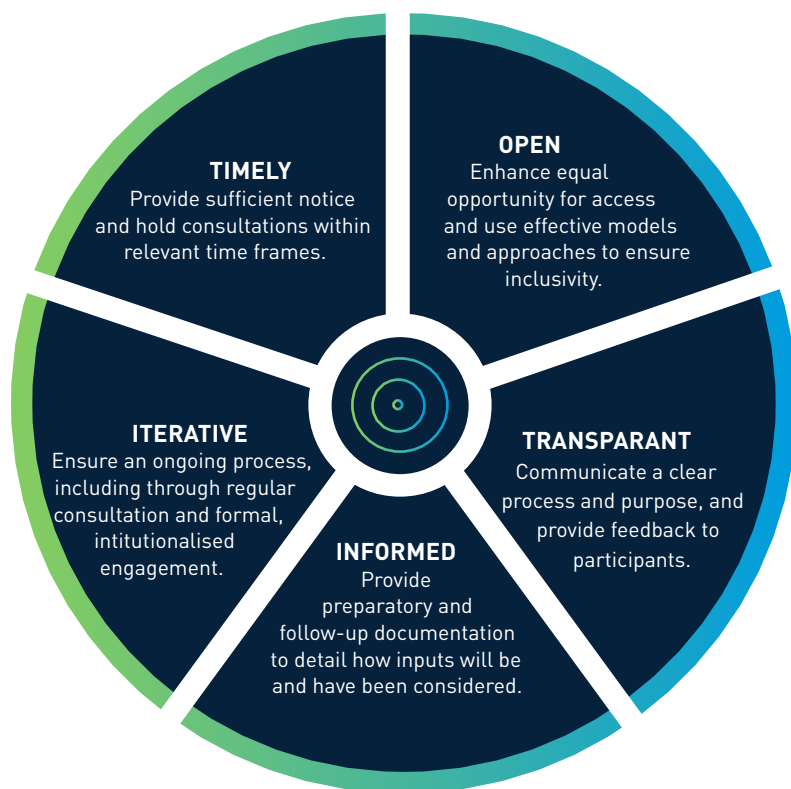 TIMELY
Provide sufficient notice
and hold consultations within
relevant time frames.
OPEN
Enhance equal
opportunity for access
and use effective models
and approaches to ensure
inclusivity.
TRANSPARANT
Communicate a clear
process and purpose, and
provide feedback to
participants.
INFORMED
Provide
preparatory and
follow-up documentation
to detail how inputs will be
and have been considered.
ITERATIVE
Ensure an ongoing process,
including through regular
consultation and formal,
intitutionalised
engagement.